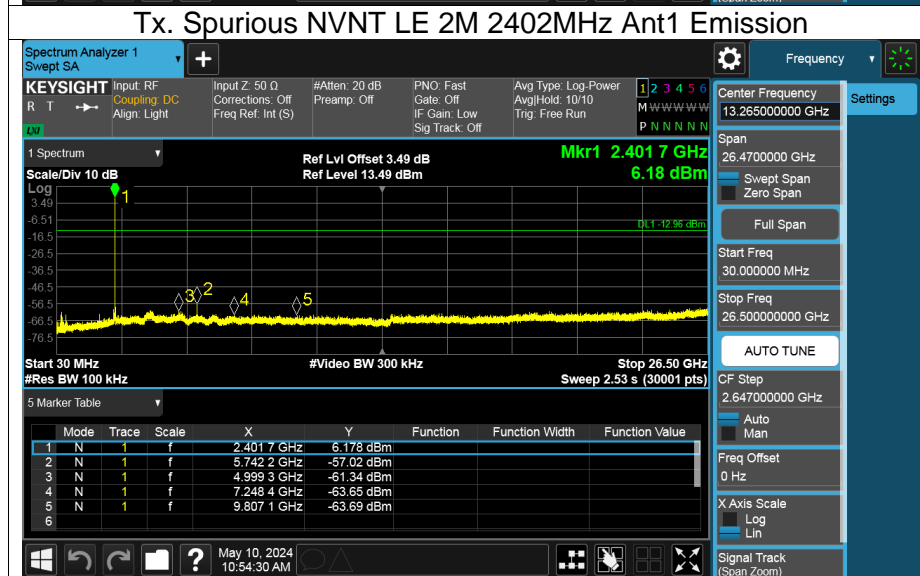 (Span Zoom)
Tx. Spurious NVNT LE 2M 2402MHz Ant1 Emission
Spectrum Analyzer 1
Swept SA
+
Frequency
KEYSIGHT
R T
LXI
Input: RF
Coupling: DC
Align: Light
Input Z: 50 Ω
Corrections: Off
Freq Ref: Int (S)
#Atten: 20 dB
Preamp: Off
PNO: Fast
Gate: Off
IF Gain: Low
Sig Track: Off
Avg Type: Log-Power
Avg|Hold: 10/10
Trig: Free Run
1 2 3 4 5 6
M W W W W W
P N N N N N
1 Spectrum
Scale/Div 10 dB
Ref Lvl Offset 3.49 dB
Ref Level 13.49 dBm
Mkr1 2.401 7 GHz
6.18 dBm
Log
3.49
-6.51
-16.5
-26.5
-36.5
-46.5
-56.5
-66.5
-76.5
1
DL1 -12.96 dBm
3
2
4
5
Start 30 MHz
#Res BW 100 kHz
#Video BW 300 kHz
Stop 26.50 GHz
Sweep 2.53 s (30001 pts)
5 Marker Table
Mode Trace Scale X Y Function Function Width Function Value
1 N 1 f 2.401 7 GHz 6.178 dBm
2 N 1 f 5.742 2 GHz -57.02 dBm
3 N 1 f 4.999 3 GHz -61.34 dBm
4 N 1 f 7.248 4 GHz -63.65 dBm
5 N 1 f 9.807 1 GHz -63.69 dBm
6
?
May 10, 2024
10:54:30 AM
Center Frequency
13.265000000 GHz
Settings
Span
26.4700000 GHz
Swept Span
Zero Span
Full Span
Start Freq
30.000000 MHz
Stop Freq
26.500000000 GHz
AUTO TUNE
CF Step
2.647000000 GHz
Auto
Man
Freq Offset
0 Hz
X Axis Scale
Log
Lin
Signal Track
(Span Zoom)